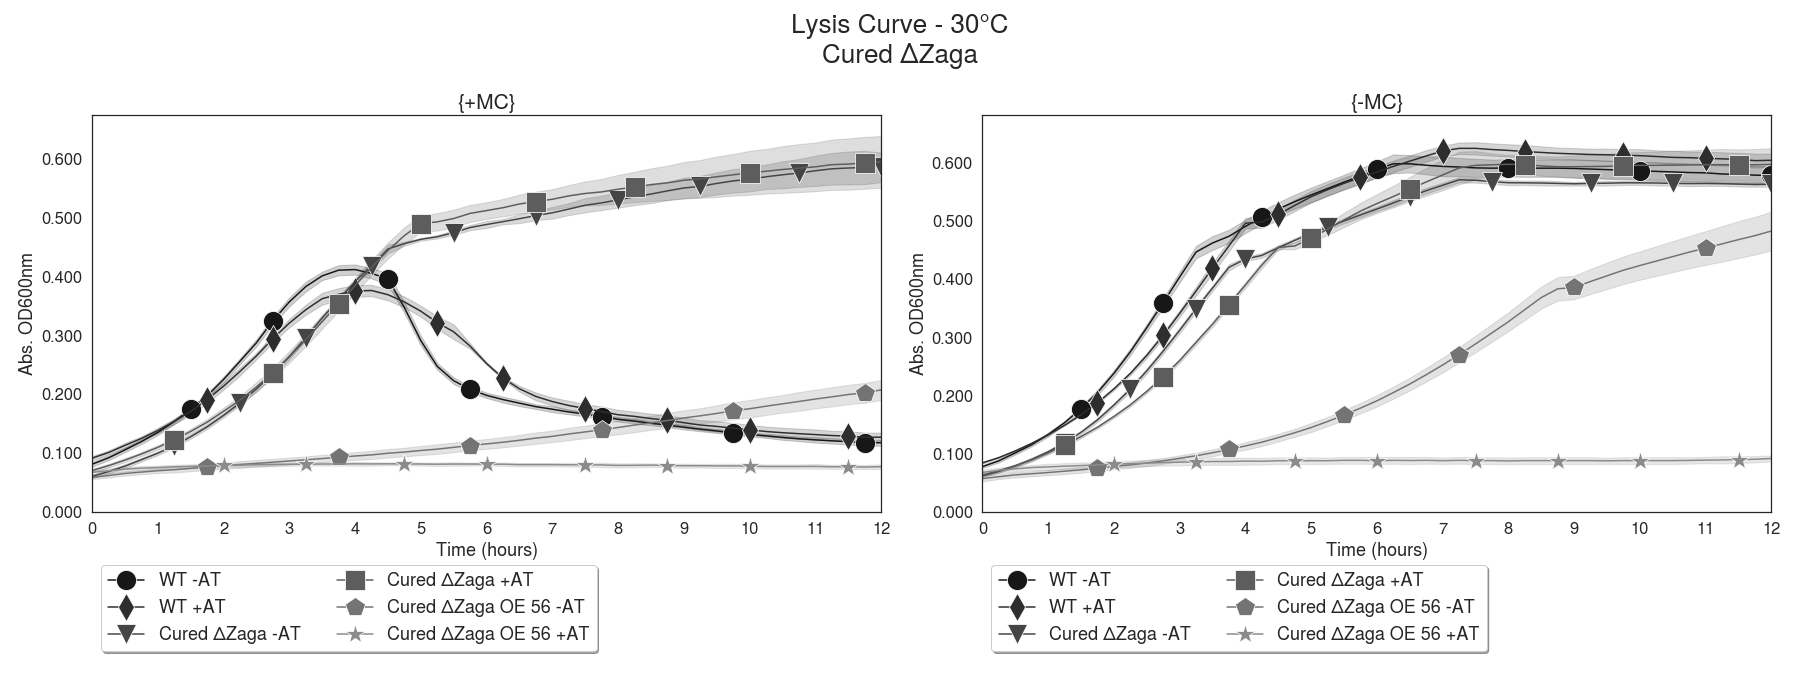 Lysis Curve - 30°C
Cured ΔZaga
{+MC}
Abs. OD600nm
0.600
0.500
0.400
0.300
0.200
0.100
0.000
0 1 2 3 4 5 6 7 8 9 10 11 12
Time (hours)
WT -AT
WT +AT
Cured ΔZaga -AT
Cured ΔZaga +AT
Cured ΔZaga OE 56 -AT
Cured ΔZaga OE 56 +AT
{-MC}
Abs. OD600nm
0.600
0.500
0.400
0.300
0.200
0.100
0.000
0 1 2 3 4 5 6 7 8 9 10 11 12
Time (hours)
WT -AT
WT +AT
Cured ΔZaga -AT
Cured ΔZaga +AT
Cured ΔZaga OE 56 -AT
Cured ΔZaga OE 56 +AT